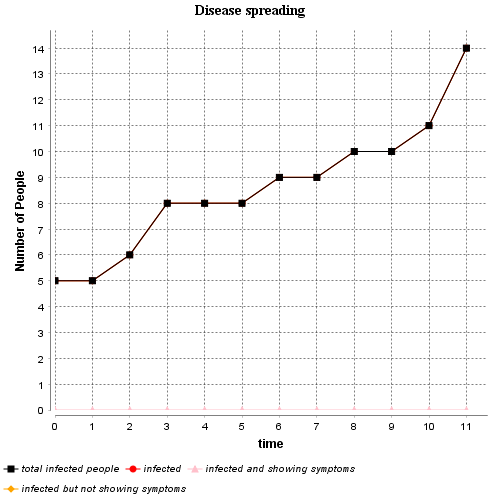 Disease spreading
Number of People
14
13
12
11
10
9
8
7
6
5
4
3
2
1
0
0 1 2 3 4 5 6 7 8 9 10 11
time
total infected people infected infected and showing symptoms
infected but not showing symptoms